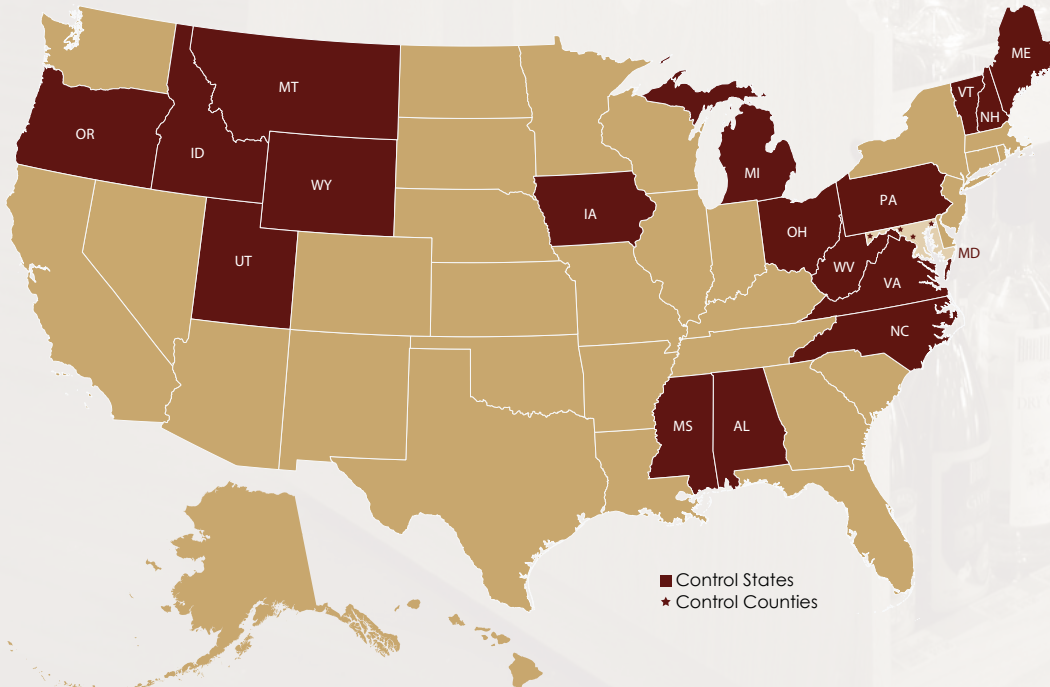 ME
VT
MT
NH
OR
ID
MI
WY
PA
IA
OH
MD
UT
WV
VA
NC
MS
AL
Control States
Control Counties